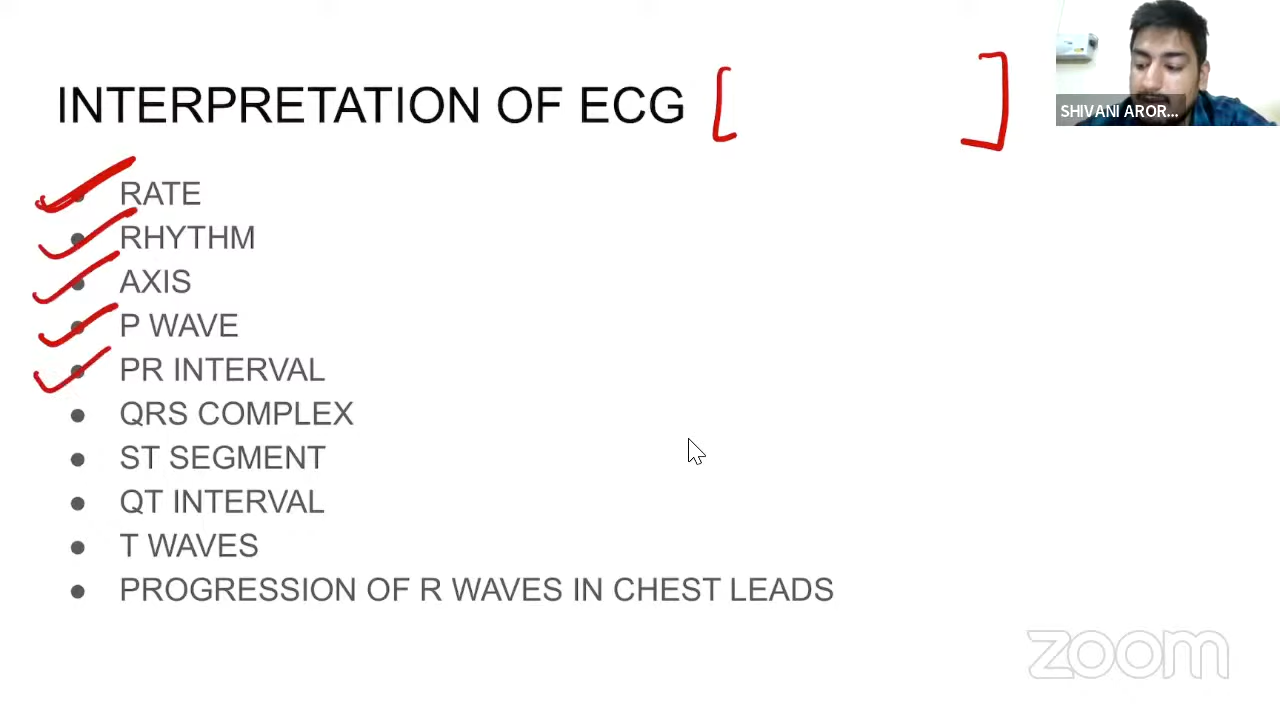 INTERPRETATION OF ECG
SHIVANI AROR...
● RATE
● RHYTHM
● AXIS
● P WAVE
● PR INTERVAL
● QRS COMPLEX
● ST SEGMENT
● QT INTERVAL
● T WAVES
● PROGRESSION OF R WAVES IN CHEST LEADS
zoom